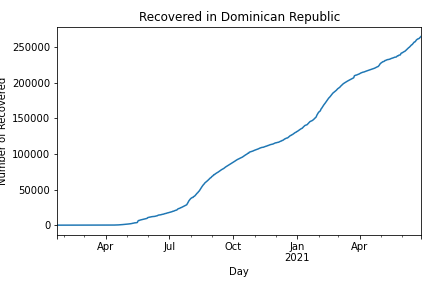 Recovered in Dominican Republic
Number of Recovered
250000
200000
150000
100000
50000
0
Apr
Jul
Oct
Jan
2021
Apr
Day